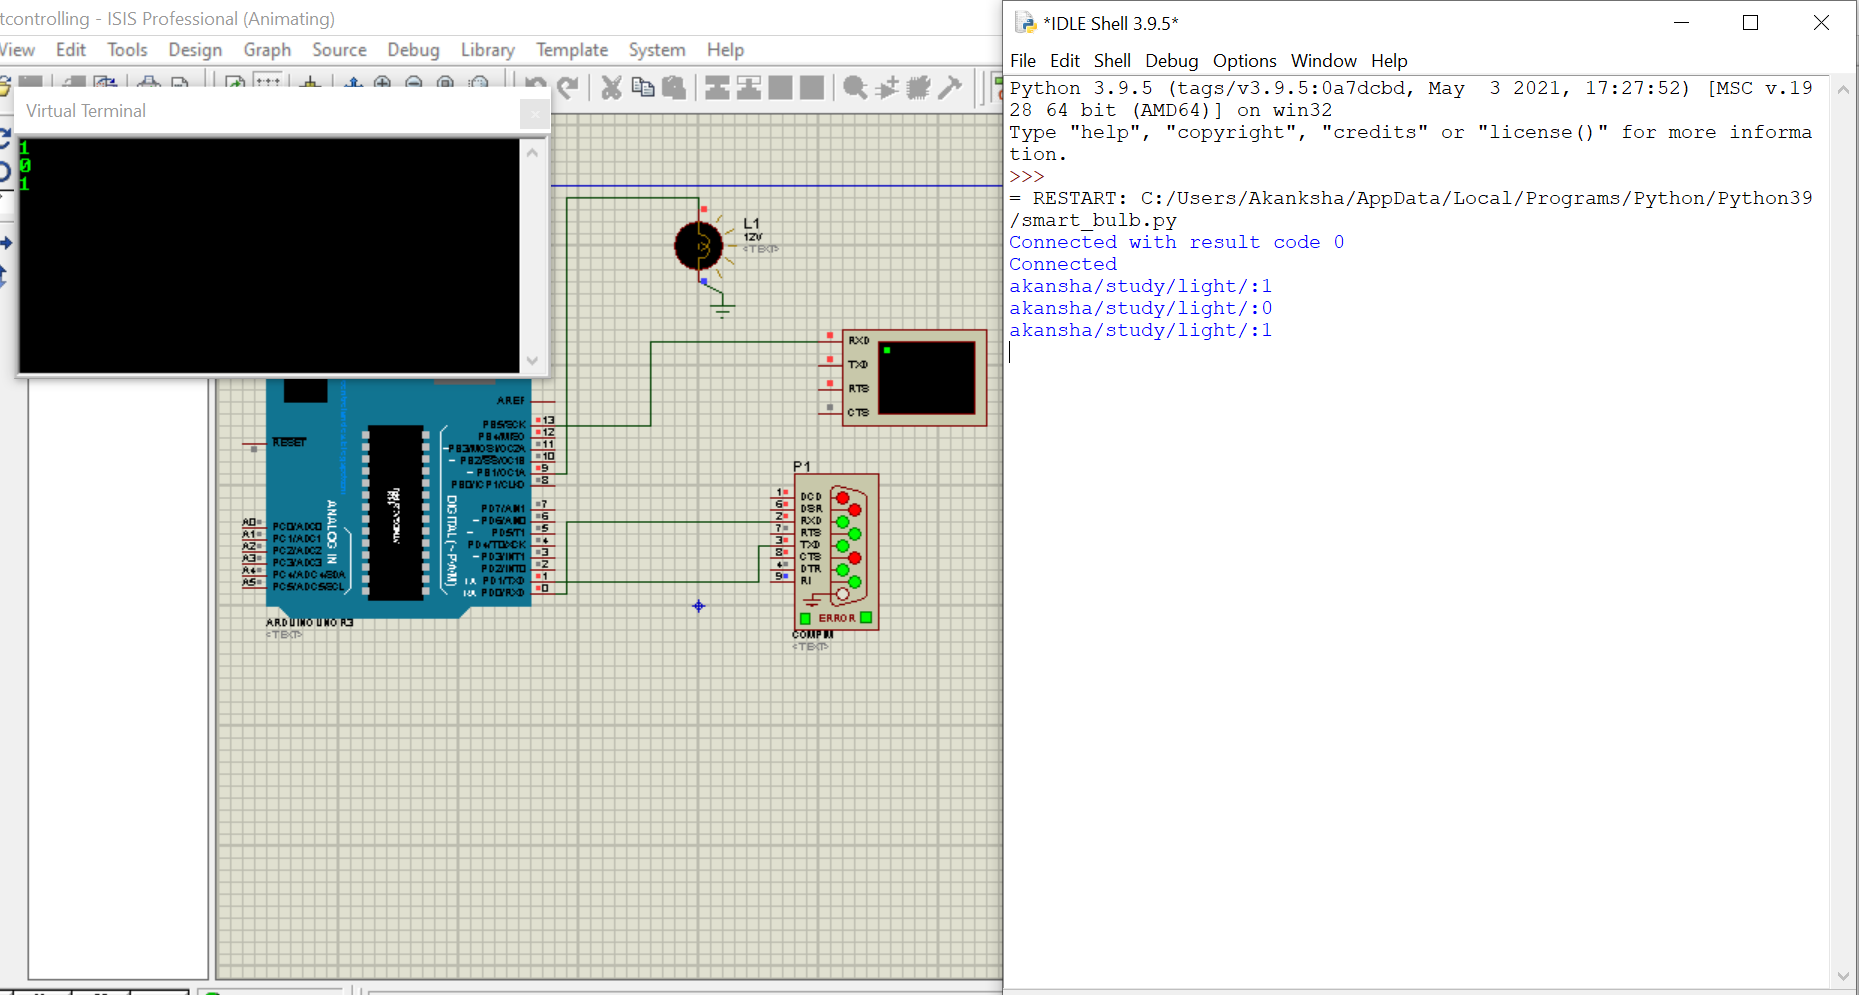 tcontrolling - ISIS Professional (Animating)
View Edit Tools Design Graph Source Debug Library Template System Help
Virtual Terminal
1
0
1
L1
12V
<TEXT>
RXD
TXD
RTS
CTS
AREF
RESET
PB5/SCK 13
PB4/MISO 12
~PB3/MOSI/OC2A 11
~ PB2/SS/OC1B 10
~ PB1/OC1A 9
PB0/ICP1/CLKO 8
PD7/AIN1 7
~ PD6/AIN0 6
~ PD5/T1 5
PD4/T0/XCK 4
~ PD3/INT1 3
PD2/INT0 2
TX PD1/TXD 1
RX PD0/RXD 0
DIGITAL (~PWM)
ANALOG IN
A0 PC0/ADC0
A1 PC1/ADC1
A2 PC2/ADC2
A3 PC3/ADC3
A4 PC4/ADC4/SDA
A5 PC5/ADC5/SCL
ARDUINO UNO R3
<TEXT>
P1
1 DCD
6 DSR
2 RXD
7 RTS
3 TXD
8 CTS
4 DTR
9 RI
ERROR
COMPIM
<TEXT>
*IDLE Shell 3.9.5*
File Edit Shell Debug Options Window Help
Python 3.9.5 (tags/v3.9.5:0a7dcbd, May  3 2021, 17:27:52) [MSC v.19
28 64 bit (AMD64)] on win32
Type "help", "copyright", "credits" or "license()" for more informa
tion.
>>>
= RESTART: C:/Users/Akanksha/AppData/Local/Programs/Python/Python39
/smart_bulb.py
Connected with result code 0
Connected
akansha/study/light/:1
akansha/study/light/:0
akansha/study/light/:1